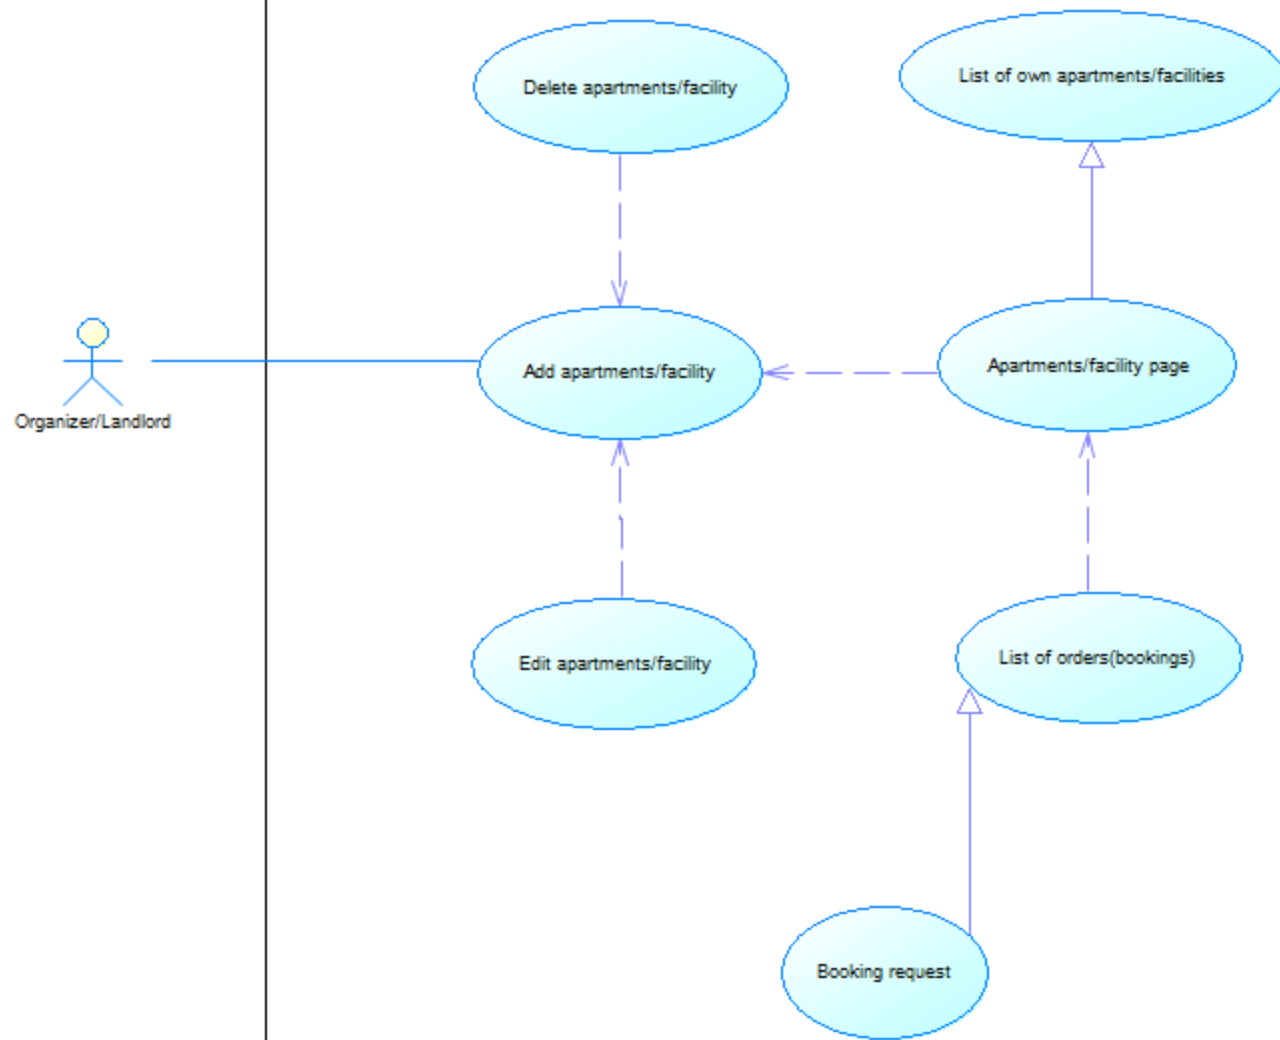 Delete apartments/facility
List of own apartments/facilities
Organizer/Landlord
Add apartments/facility
Apartments/facility page
Edit apartments/facility
List of orders(bookings)
Booking request